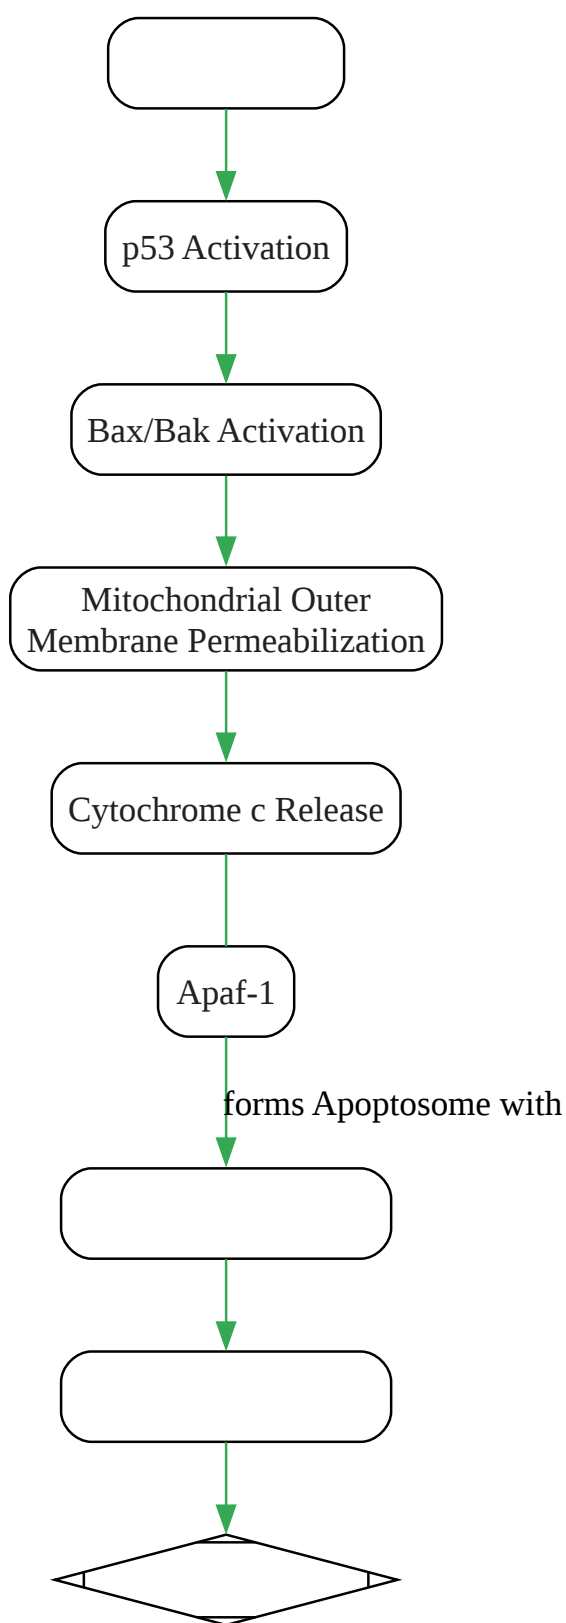 p53 Activation
Bax/Bak Activation
Mitochondrial Outer
Membrane Permeabilization
Cytochrome c Release
Apaf-1
forms Apoptosome with